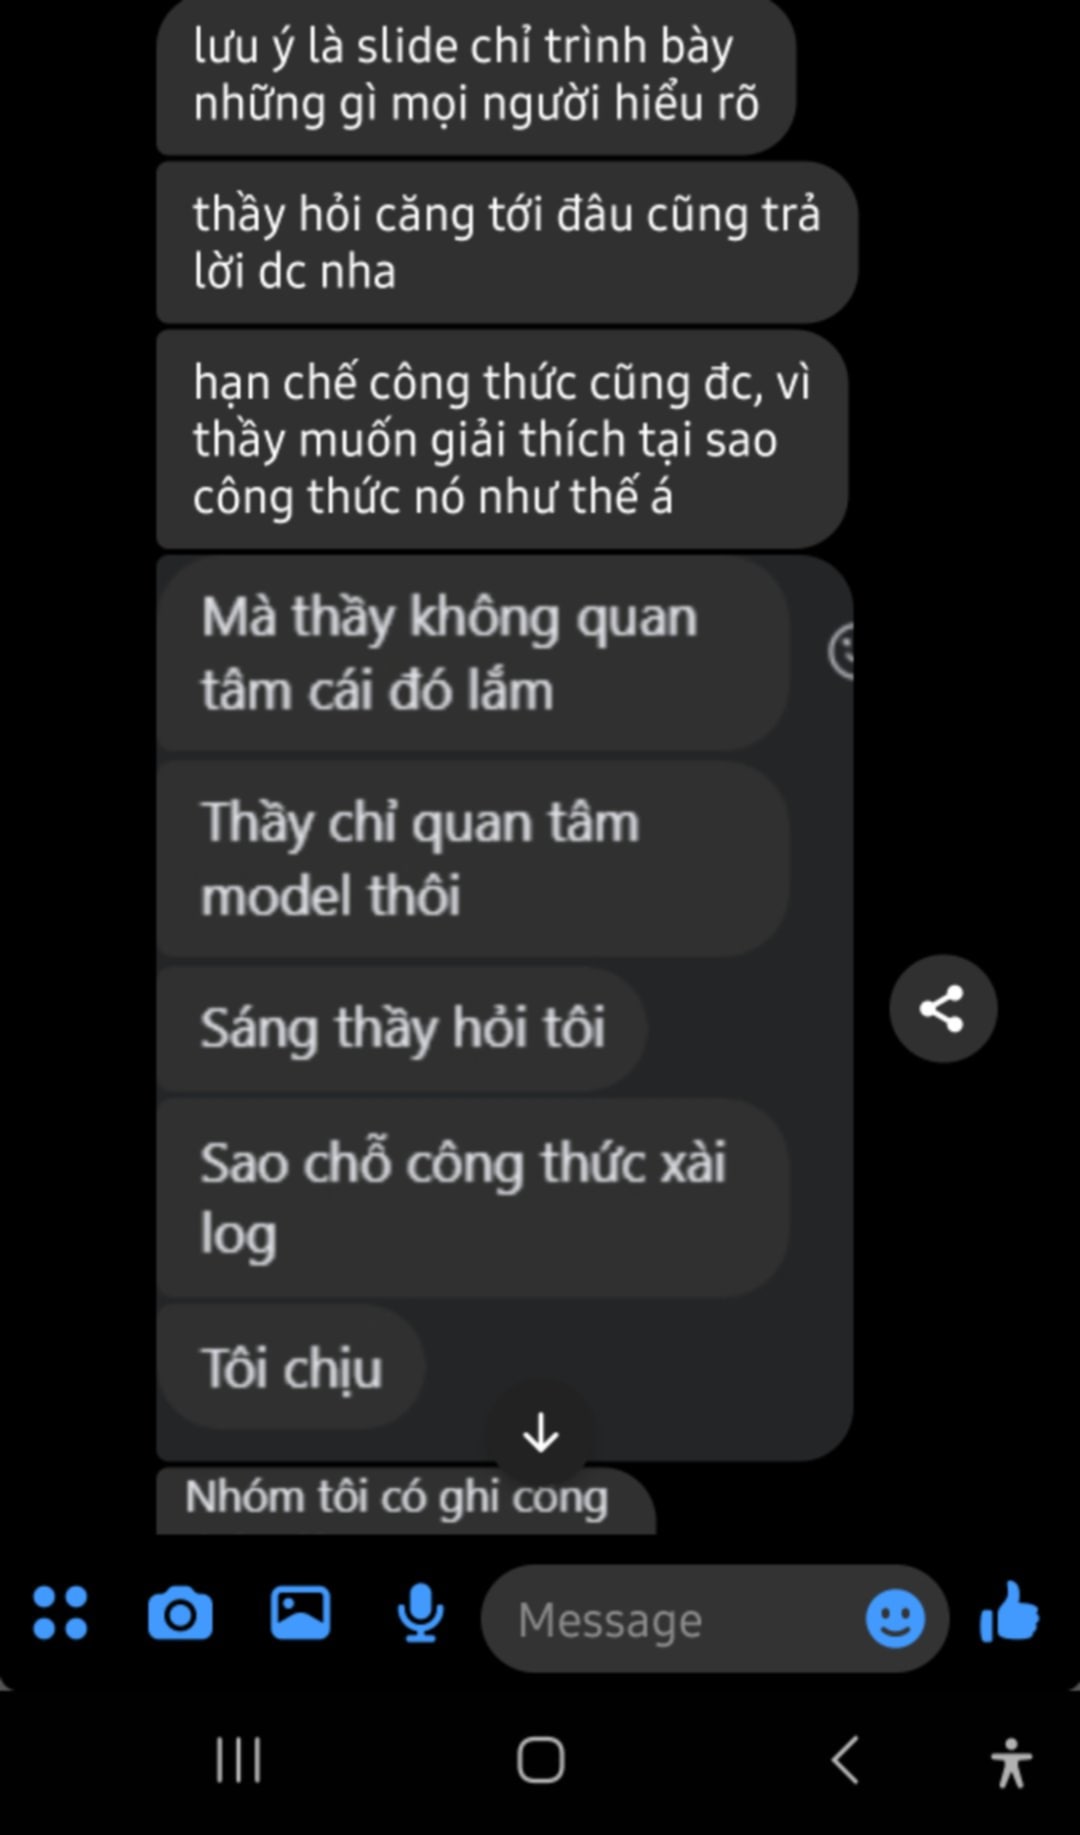 lưu ý là slide chỉ trình bày
những gì mọi người hiểu rõ
thầy hỏi căng tới đâu cũng trả
lời dc nha
hạn chế công thức cũng đc, vì
thầy muốn giải thích tại sao
công thức nó như thế á
Mà thầy không quan
tâm cái đó lắm
Thầy chỉ quan tâm
model thôi
Sáng thầy hỏi tôi
Sao chỗ công thức xài
log
Tôi chịu
Nhóm tôi có ghi cong
Message